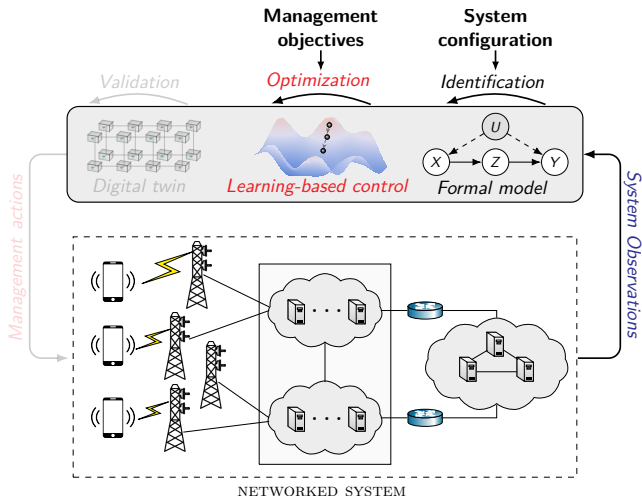 Management
objectives
System
configuration
Validation
Optimization
Identification
U
X
Z
Y
Digital twin
Learning-based control
Formal model
Management actions
System Observations
NETWORKED SYSTEM